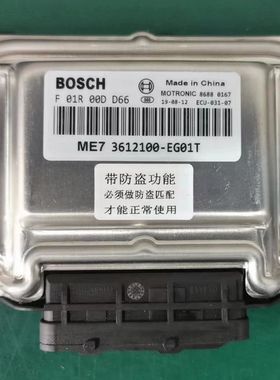 BOSCH
Made in China
F 01R 00D D66
MOTRONIC 8688 0167
19-08-12 ECU-031-07
ME7 3612100-EG01T
带防盗功能
必须做防盗匹配
才能正常使用